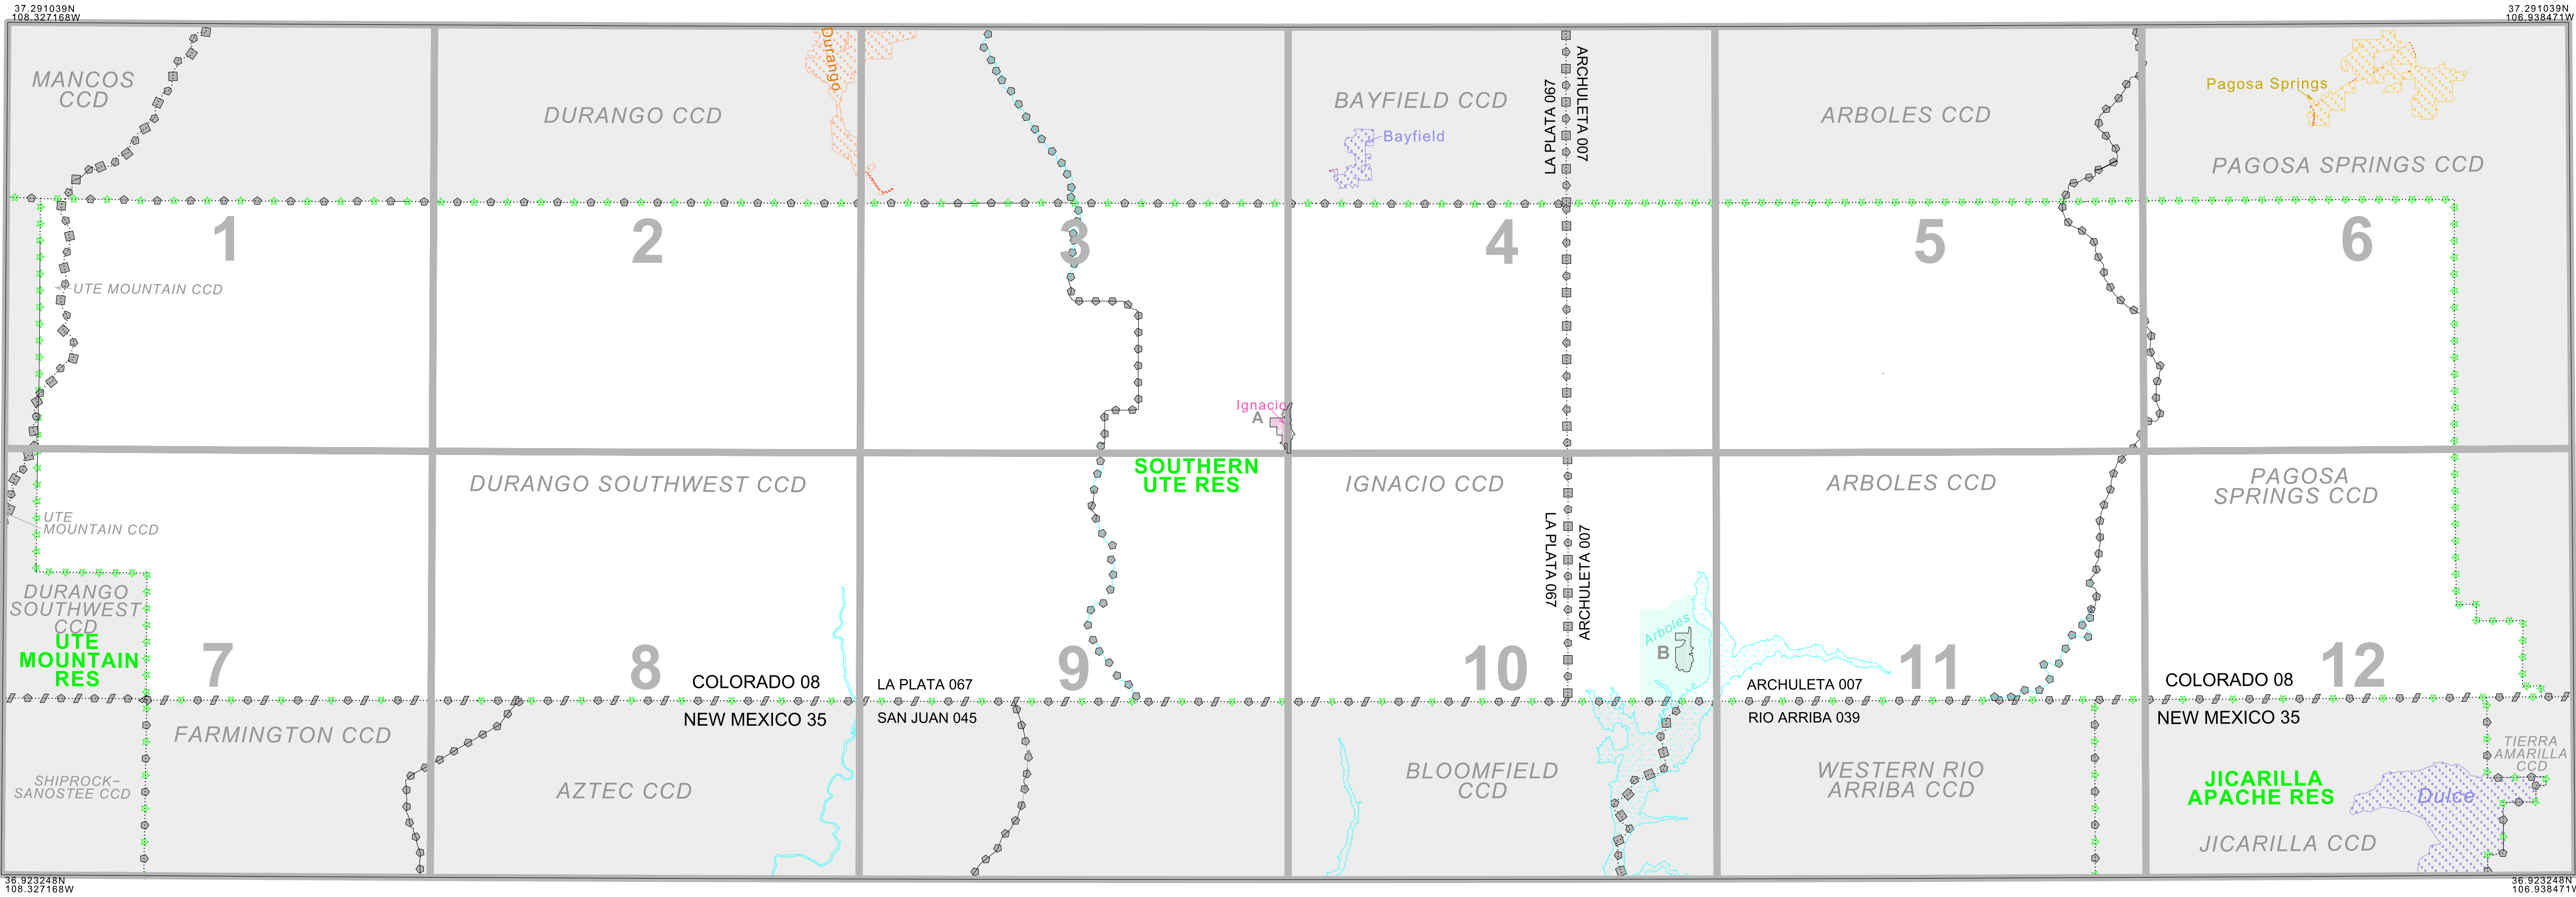 37.291039N
108.327168W
37.291039N
106.938471W
MANCOS
CCD
DURANGO CCD
Durango
BAYFIELD CCD
Bayfield
LA PLATA 067
ARCHULETA 007
ARBOLES CCD
Pagosa Springs
PAGOSA SPRINGS CCD
1
2
3
4
5
6
UTE MOUNTAIN CCD
Ignacio
A
SOUTHERN
UTE RES
DURANGO SOUTHWEST CCD
IGNACIO CCD
ARBOLES CCD
PAGOSA
SPRINGS CCD
UTE
MOUNTAIN CCD
LA PLATA 067
ARCHULETA 007
DURANGO
SOUTHWEST
CCD
UTE
MOUNTAIN
RES
Arboles
B
7
8
9
10
11
12
COLORADO 08
NEW MEXICO 35
LA PLATA 067
SAN JUAN 045
ARCHULETA 007
RIO ARRIBA 039
COLORADO 08
NEW MEXICO 35
FARMINGTON CCD
SHIPROCK-
SANOSTEE CCD
AZTEC CCD
BLOOMFIELD
CCD
WESTERN RIO
ARRIBA CCD
JICARILLA
APACHE RES
Dulce
TIERRA
AMARILLA
CCD
JICARILLA CCD
36.923248N
108.327168W
36.923248N
106.938471W